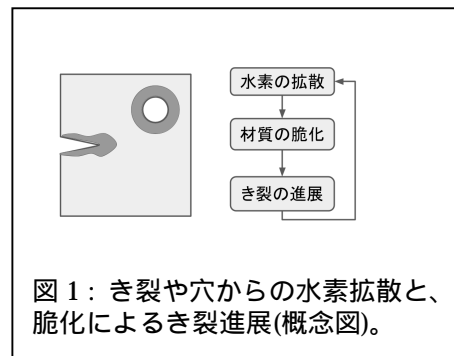 水素の拡散
材質の脆化
き裂の進展
図 1：き裂や穴からの水素拡散と、
脆化によるき裂進展(概念図)。